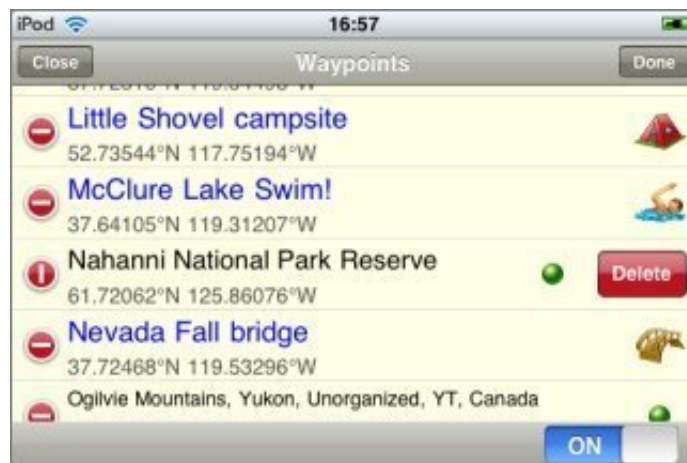 iPod 16:57
Close Waypoints Done
Little Shovel campsite
52.73544°N 117.75194°W
McClure Lake Swim!
37.64105°N 119.31207°W
Nahanni National Park Reserve
61.72062°N 125.86076°W
Delete
Nevada Fall bridge
37.72468°N 119.53296°W
Ogilvie Mountains, Yukon, Unorganized, YT, Canada
ON